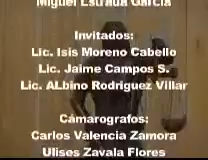 Miguel Estrada García
Invitados:
Lic. Isis Moreno Cabello
Lic. Jaime Campos S.
Lic. ALbino Rodriguez Villar
Cámarografos:
Carlos Valencia Zamora
Ulises Zavala Flores